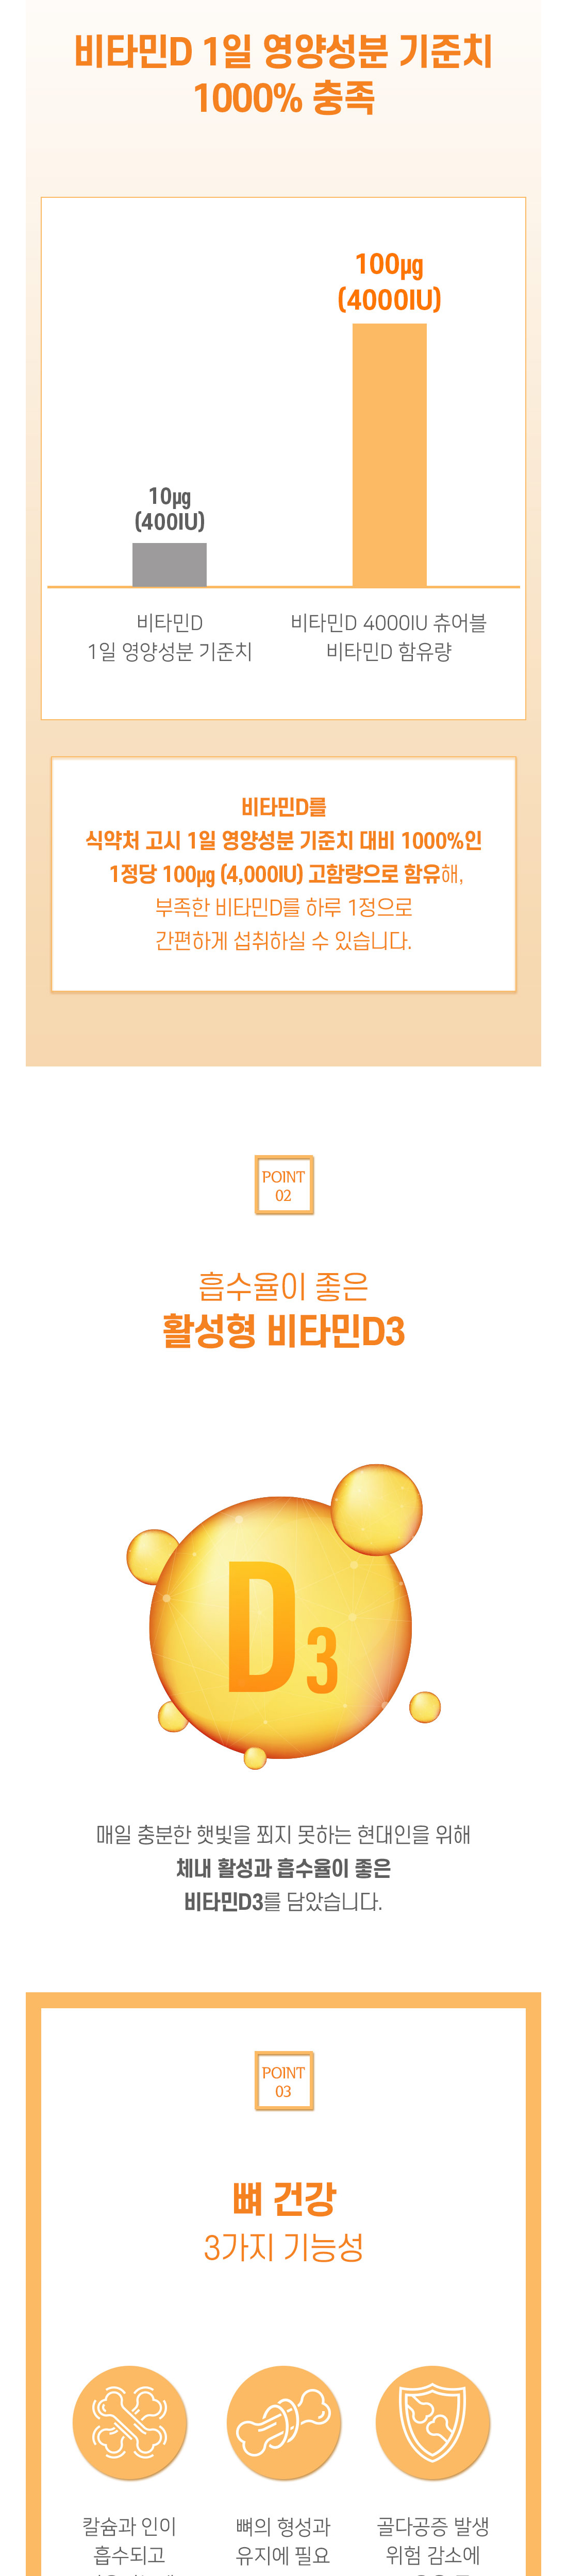 비타민D 1일 영양성분 기준치
1000% 충족
100μg
(4000IU)
10μg
(400IU)
비타민D
1일 영양성분 기준치
비타민D 4000IU 츄어블
비타민D 함유량
비타민D를
식약처 고시 1일 영양성분 기준치 대비 1000%인
1정당 100μg (4,000IU) 고함량으로 함유해,
부족한 비타민D를 하루 1정으로
간편하게 섭취하실 수 있습니다.
POINT
02
흡수율이 좋은
활성형 비타민D3
D3
매일 충분한 햇빛을 쬐지 못하는 현대인을 위해
체내 활성과 흡수율이 좋은
비타민D3를 담았습니다.
POINT
03
뼈 건강
3가지 기능성
칼슘과 인이
흡수되고
뼈의 형성과
유지에 필요
골다공증 발생
위험 감소에